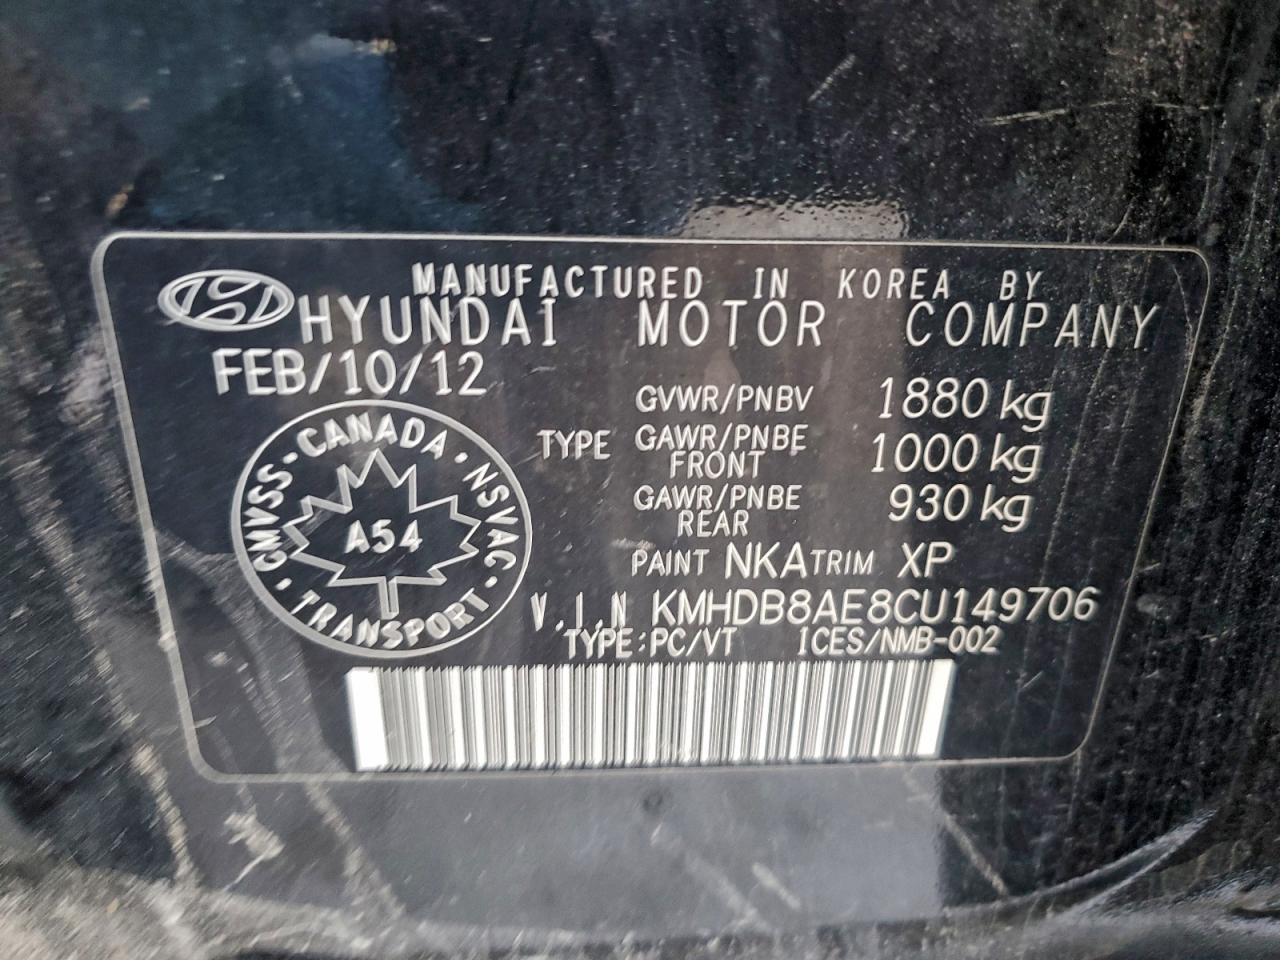 MANUFACTURED IN KOREA BY
HYUNDAI MOTOR COMPANY
FEB/10/12
GVWR/PNBV 1880 kg
TYPE GAWR/PNBE FRONT 1000 kg
GAWR/PNBE REAR 930 kg
PAINT NKA TRIM XP
V.I.N KMHDB8AE8CU149706
TYPE:PC/VT ICES/NMB-002
CANADA · NSVAC · TRANSPORT · CMVSS ·
A54